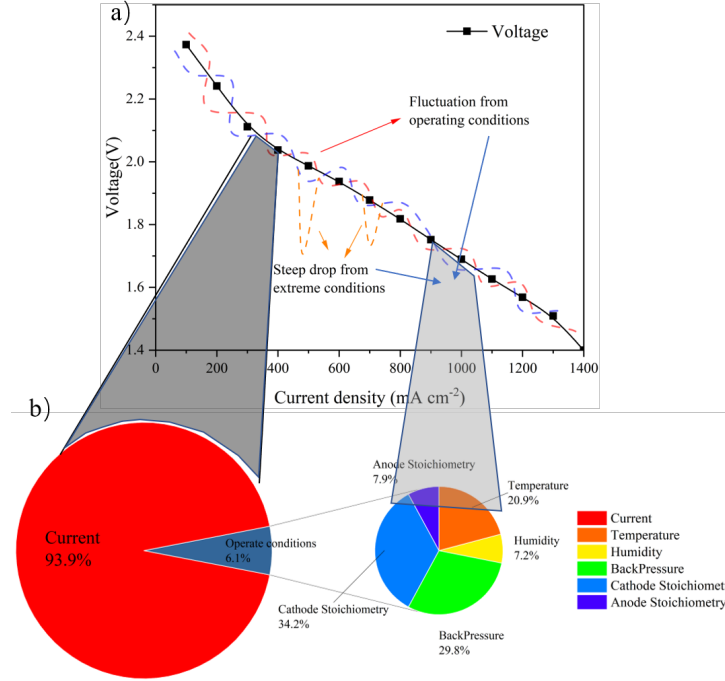 a)
Voltage
2.4
2.2
2.0
1.8
1.6
1.4
Voltage(V)
Fluctuation from
operating conditions
Steep drop from
extreme conditions
0
200
400
600
800
1000
1200
1400
Current density (mA cm-2)
b)
Current
93.9%
Operate conditions
6.1%
Anode Stoichiometry
7.9%
Temperature
20.9%
Humidity
7.2%
BackPressure
29.8%
Cathode Stoichiometry
34.2%
Current
Temperature
Humidity
BackPressure
Cathode Stoichiomet
Anode Stoichiometry